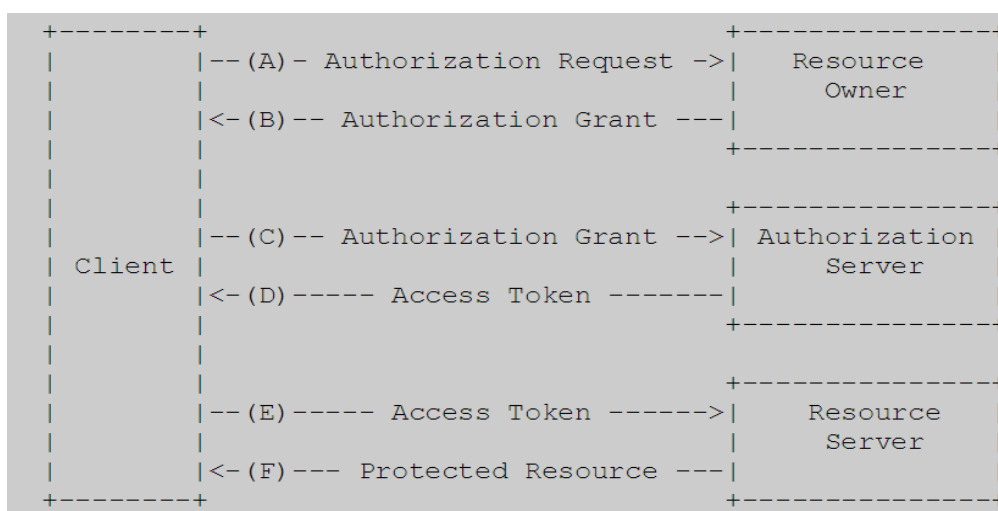 +--------+                               +---------------
|        |--(A)- Authorization Request ->|   Resource
|        |                               |     Owner
|        |<-(B)-- Authorization Grant ---|
|        |                               +---------------
|        |
|        |                               +---------------
|        |--(C)-- Authorization Grant -->| Authorization
| Client |                               |     Server
|        |<-(D)----- Access Token -------|
|        |                               +---------------
|        |
|        |                               +---------------
|        |--(E)----- Access Token ------>|    Resource
|        |                               |     Server
|        |<-(F)--- Protected Resource ---|
+--------+                               +---------------